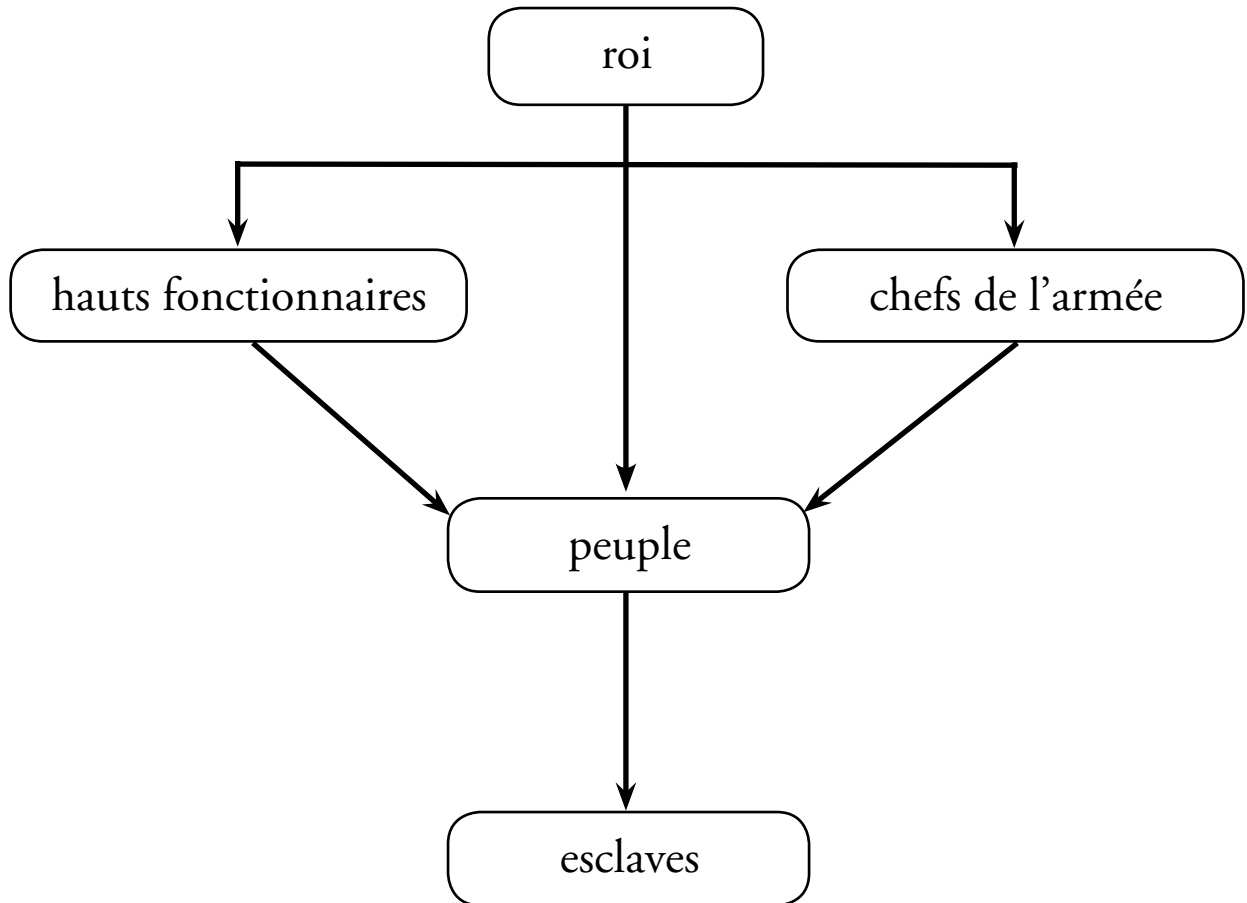 roi
hauts fonctionnaires
chefs de l’armée
peuple
esclaves